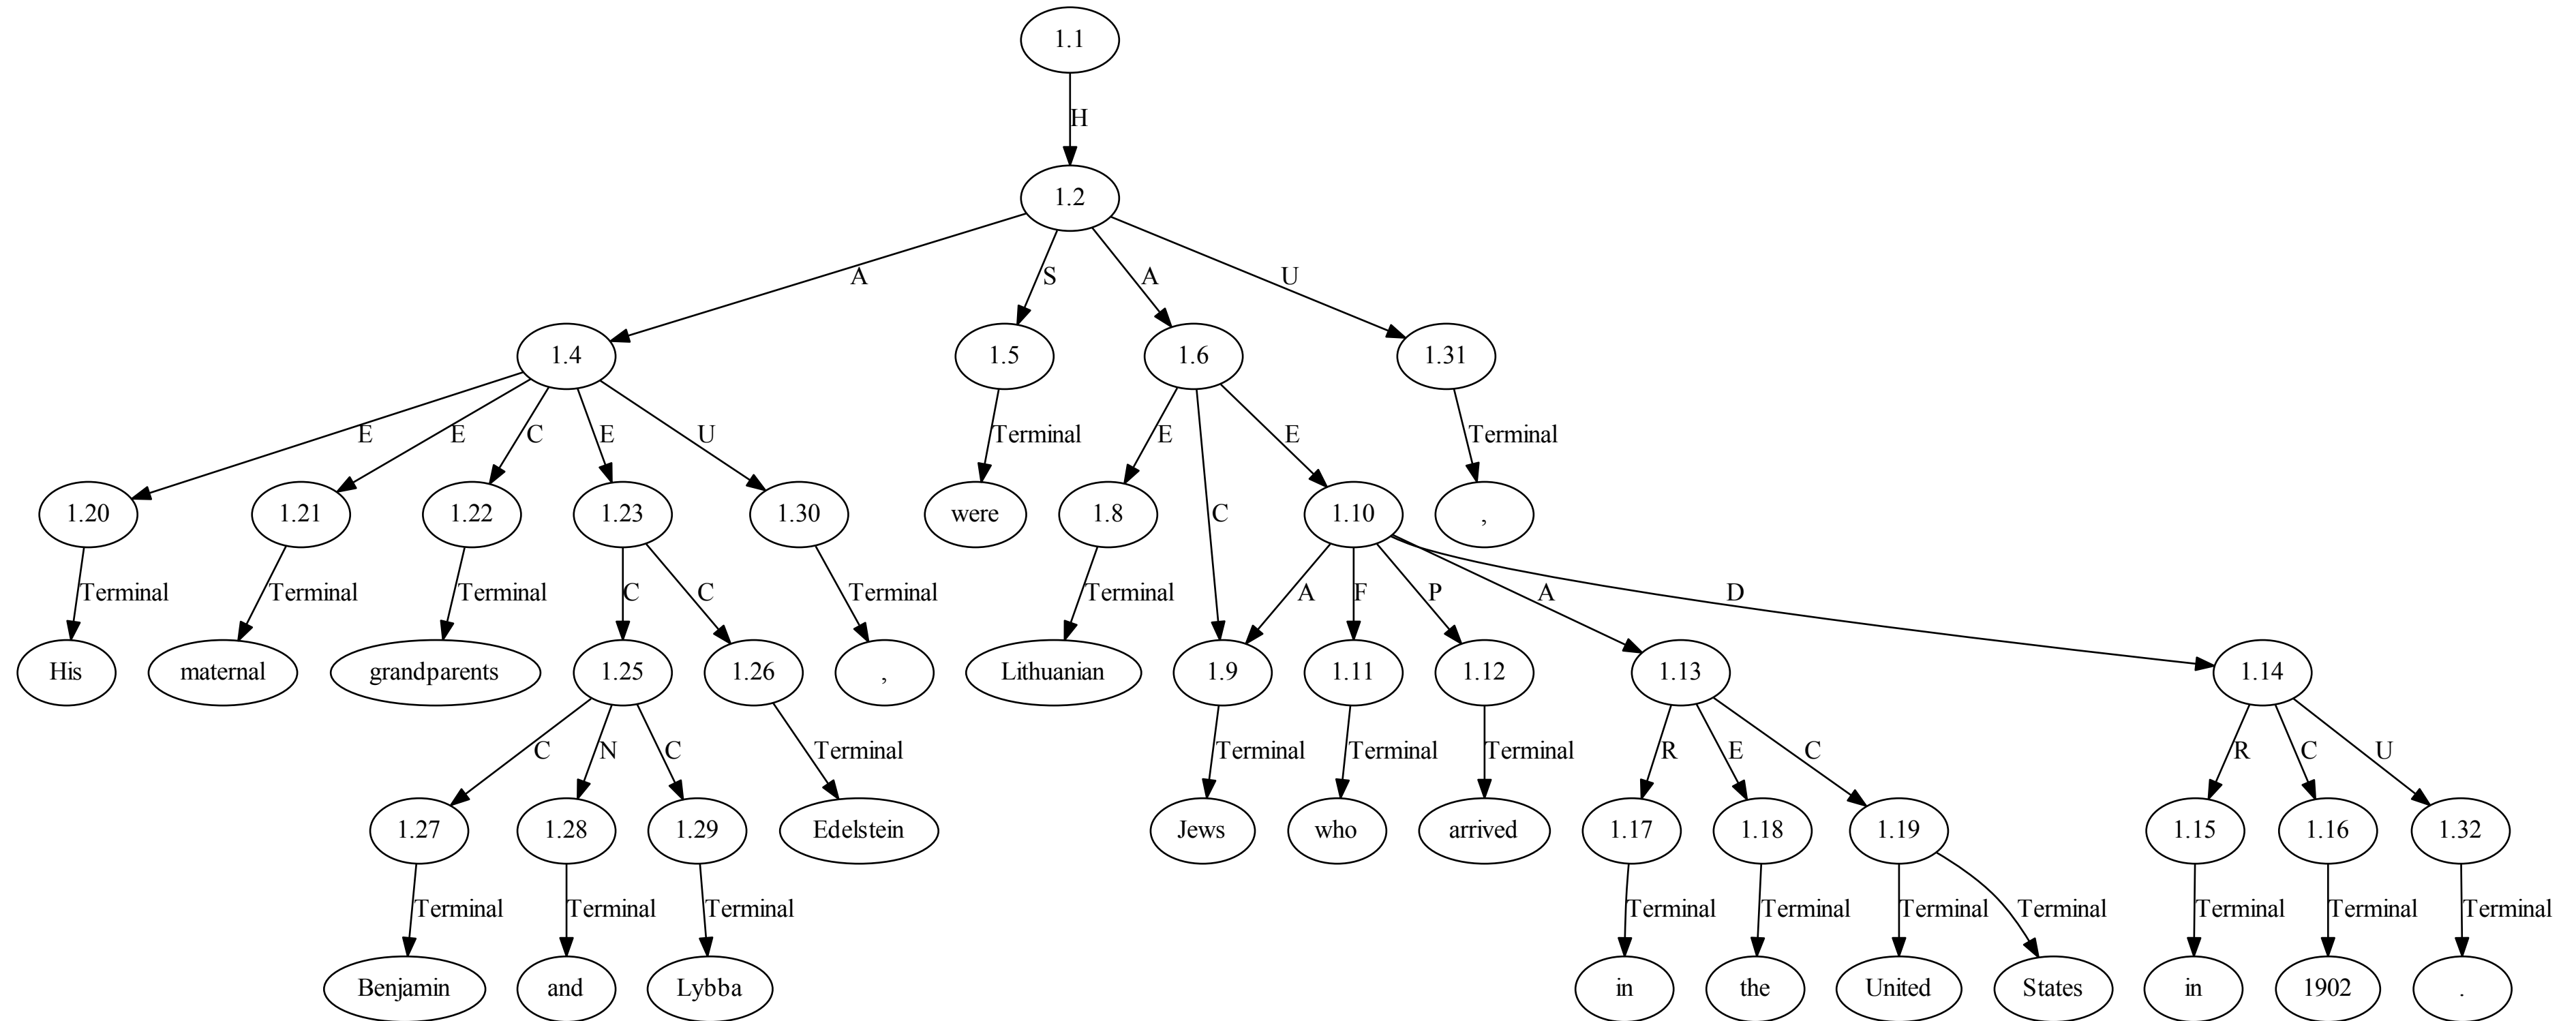 1.1
H
1.2
A S A U
1.4 1.5 1.6 1.31
E E C E U Terminal E C E Terminal
1.20 1.21 1.22 1.23 1.30 were 1.8 1.10 ,
Terminal Terminal Terminal C C Terminal Terminal A F P A D
His maternal grandparents 1.25 1.26 , Lithuanian 1.9 1.11 1.12 1.13 1.14
C N C Terminal Terminal Terminal Terminal R E C R C U
1.27 1.28 1.29 Edelstein Jews who arrived 1.17 1.18 1.19 1.15 1.16 1.32
Terminal Terminal Terminal Terminal Terminal Terminal Terminal Terminal Terminal Terminal
Benjamin and Lybba in the United States in 1902 .